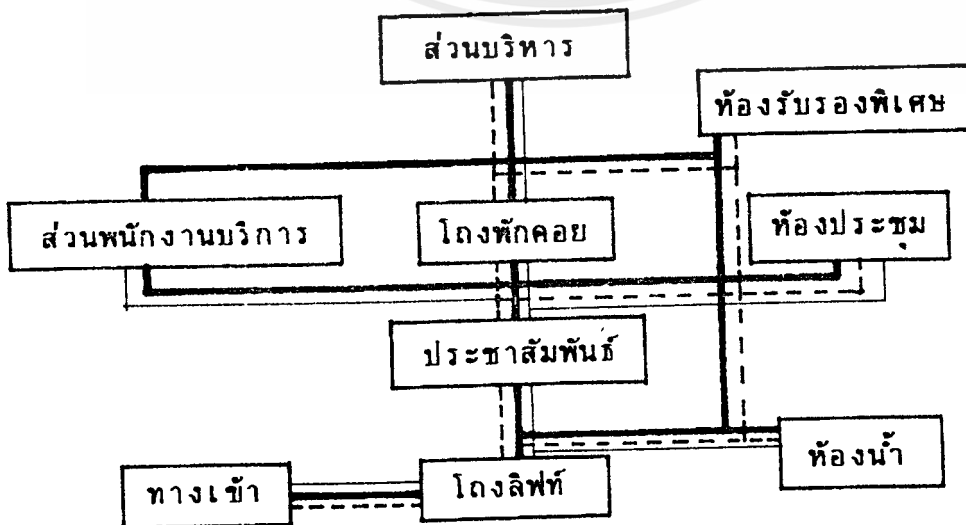 ส่วนบริหาร
ห้องรับรองพิเศษ
ส่วนพนักงานบริการ
โถงพักคอย
ห้องประชุม
ประชาสัมพันธ์
ทางเข้า
โถงลิฟท์
ห้องน้ำ